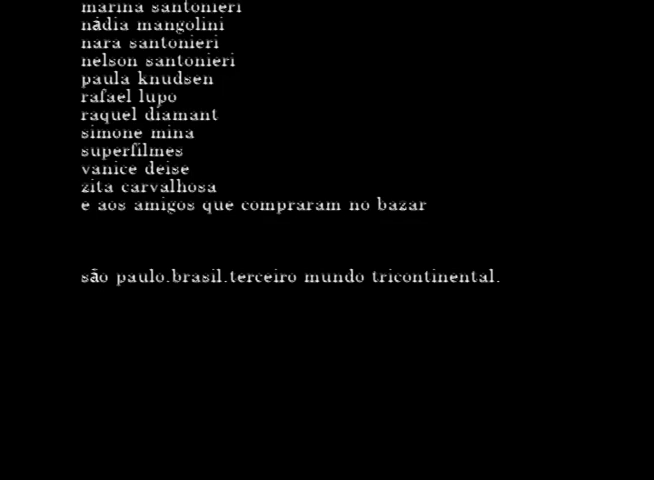 marina santonieri
nádia mangolini
nara santonieri
nelson santonieri
paula knudsen
rafael lupo
raquel diamant
simone mina
superfilmes
vanice deise
zita carvalhosa
e aos amigos que compraram no bazar
são paulo.brasil.terceiro mundo tricontinental.